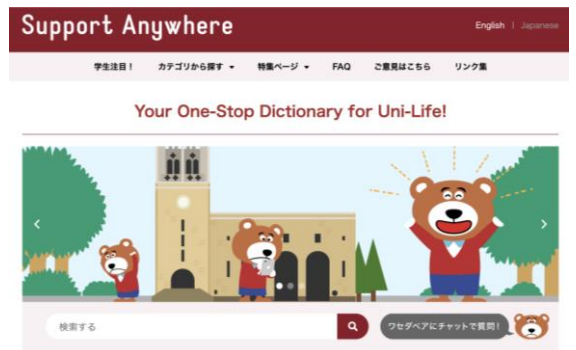 Support Anywhere
English | Japanese
学生注目！ カテゴリから探す 特集ページ FAQ ご意見はこちら リンク集
Your One-Stop Dictionary for Uni-Life!
検索する
ワセダベアにチャットで質問！